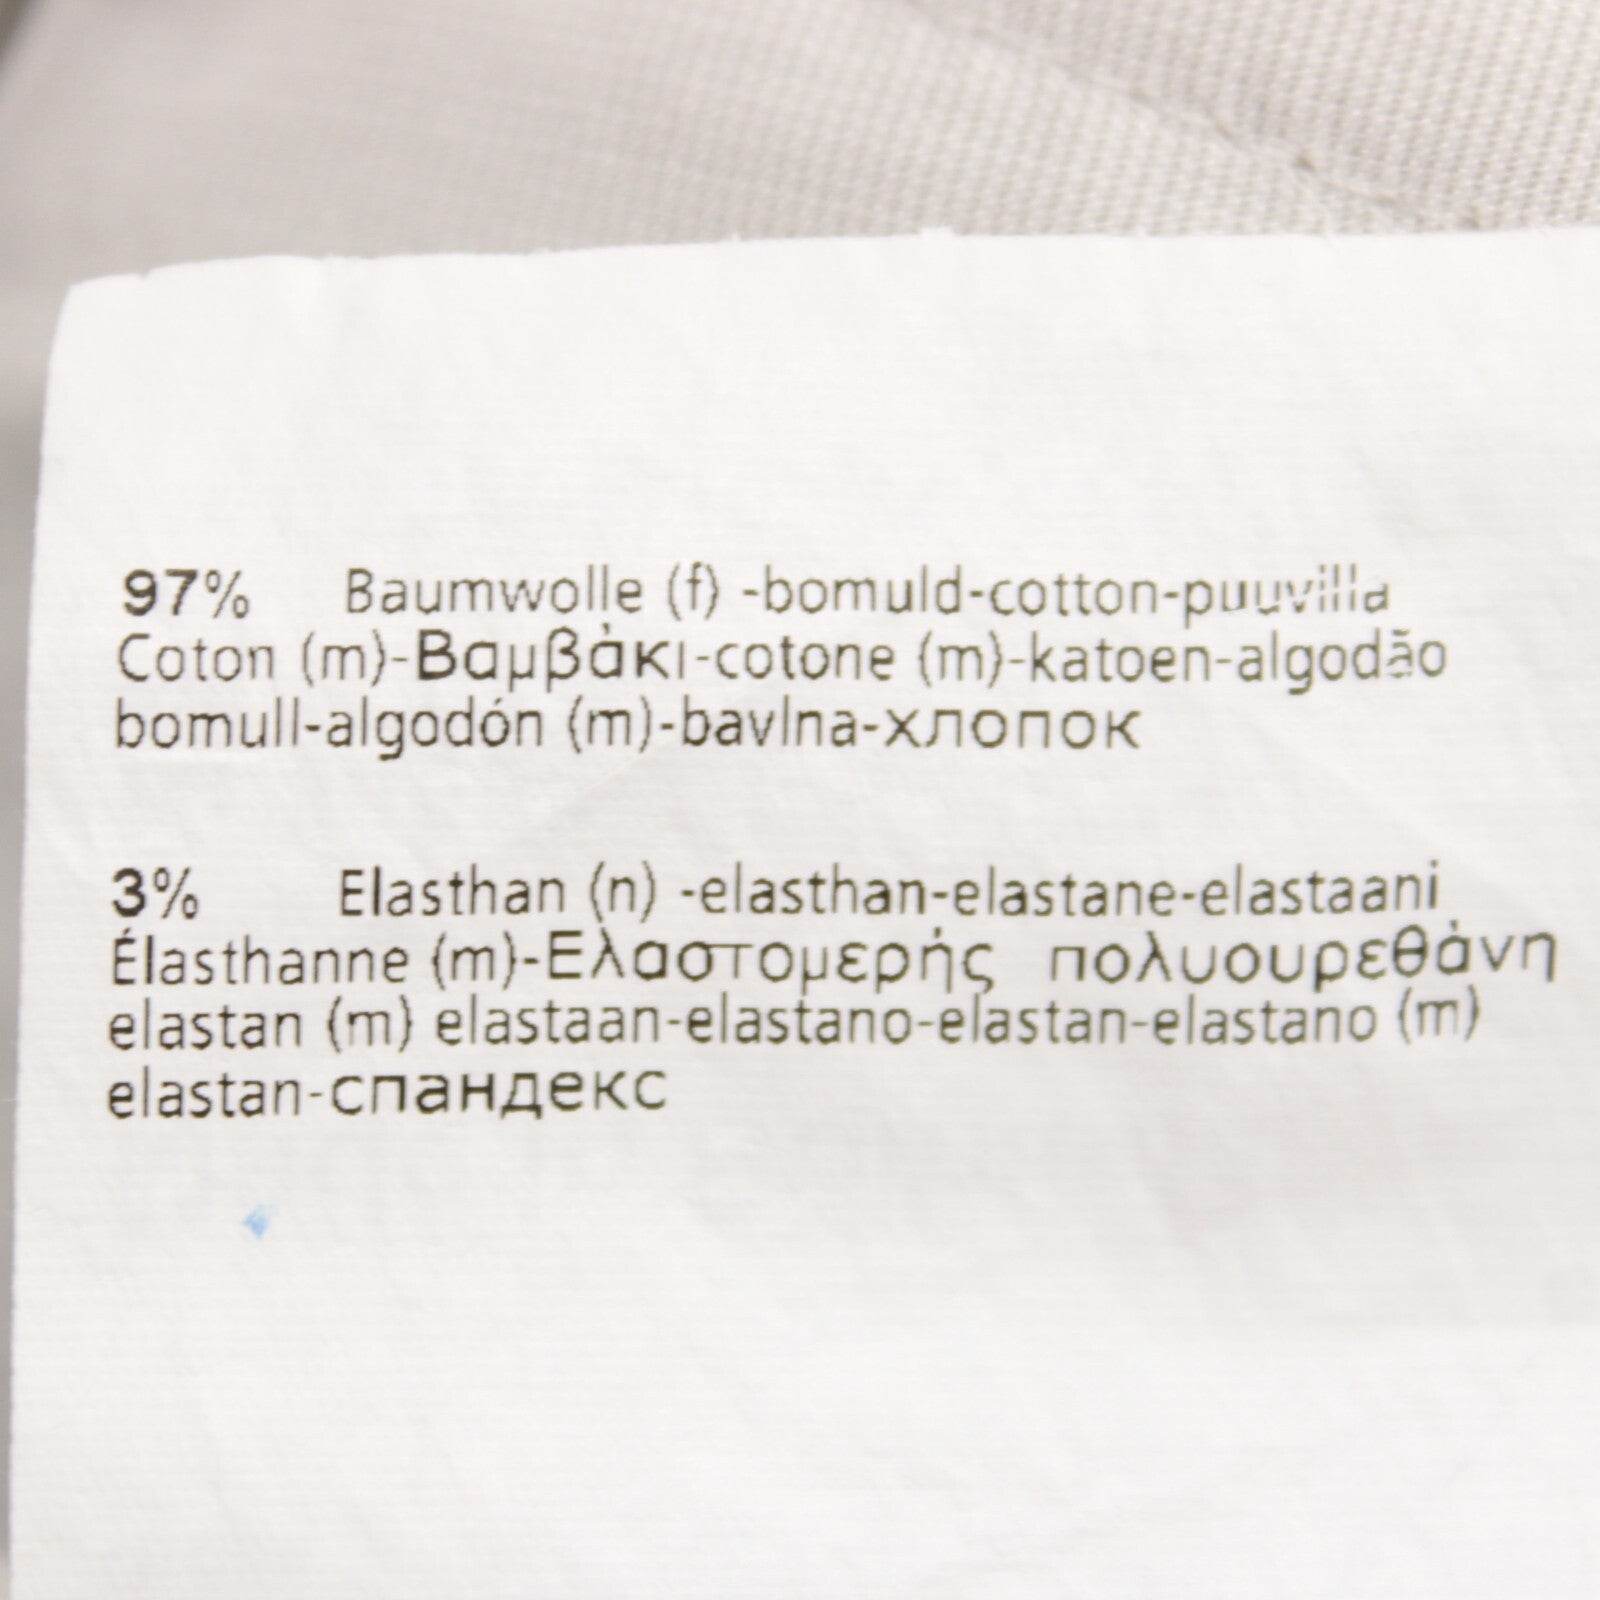 97% Baumwolle (f) -bomuld-cotton-puuvilla
Coton (m)-Βαμβάκι-cotone (m)-katoen-algodão
bomull-algodón (m)-bavlna-хлопок
3% Elasthan (n) -elasthan-elastane-elastaani
Élasthanne (m)-Ελαστομερής πολυουρεθάνη
elastan (m) elastaan-elastano-elastan-elastano (m)
elastan-спандекс